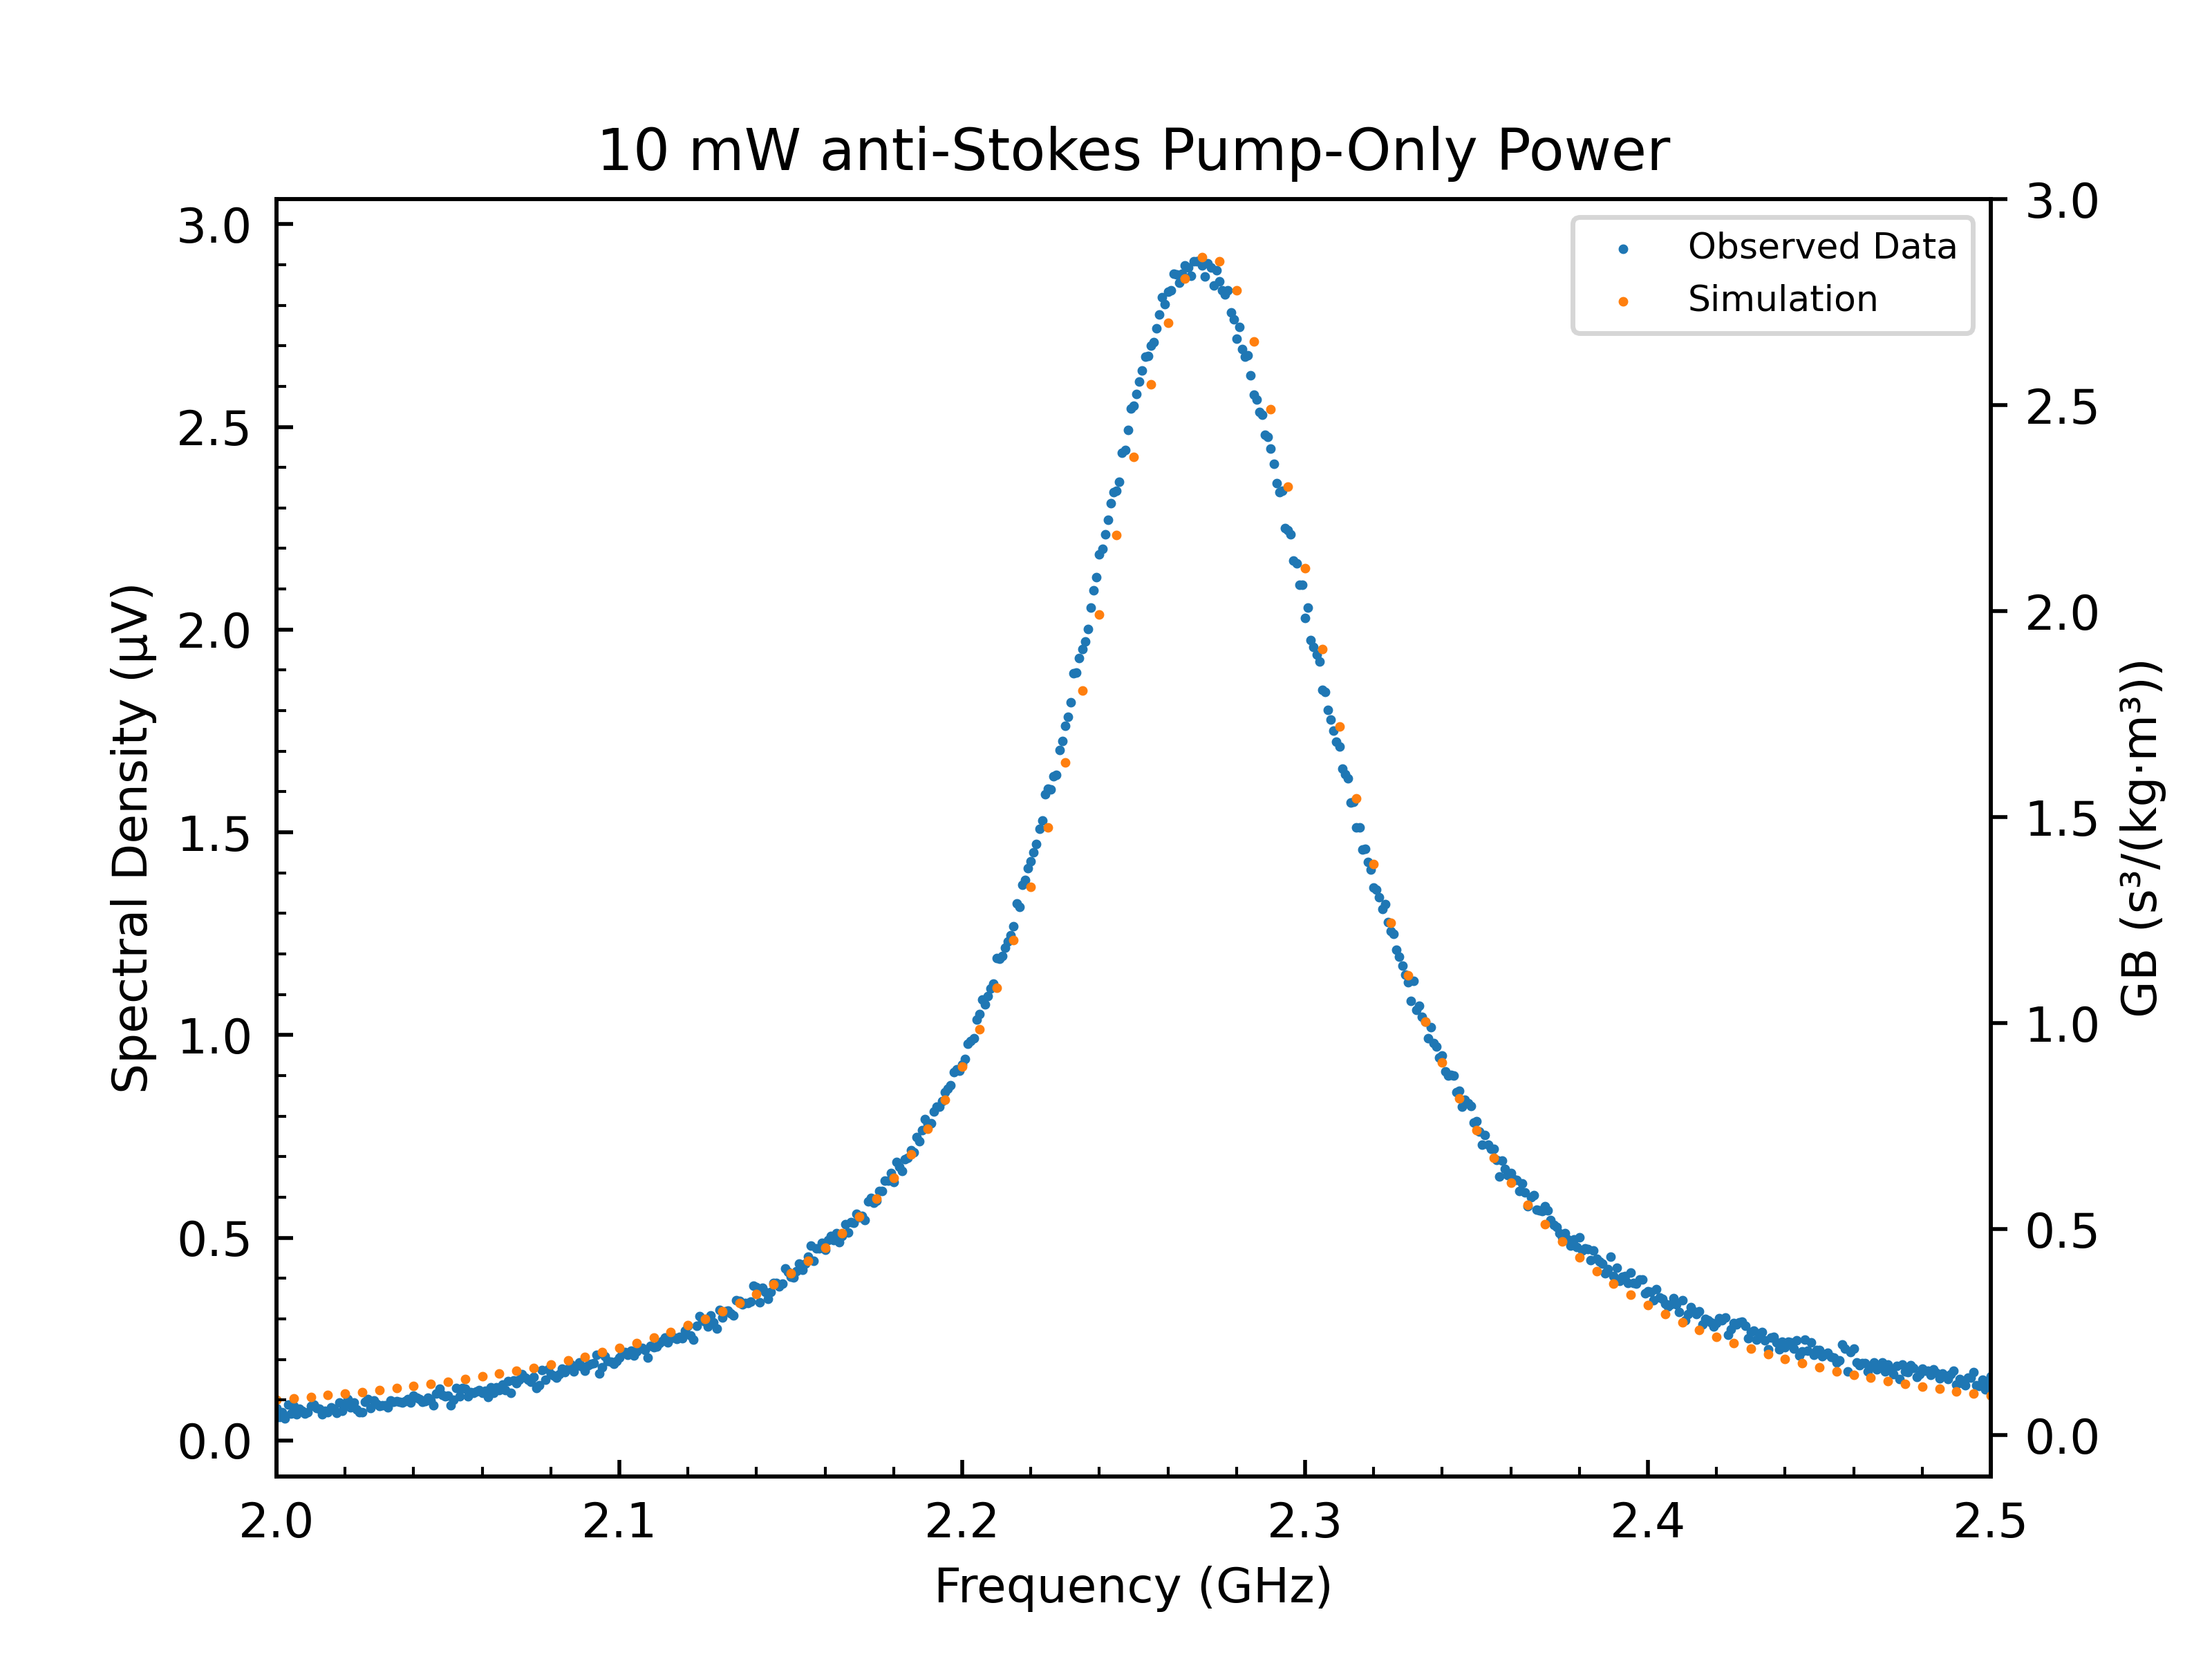 10 mW anti-Stokes Pump-Only Power
Observed Data
Simulation
Spectral Density (µV)
3.0
2.5
2.0
1.5
1.0
0.5
0.0
3.0
2.5
2.0
1.5
1.0
0.5
0.0
GB (s³/(kg·m³))
2.0 2.1 2.2 2.3 2.4 2.5
Frequency (GHz)